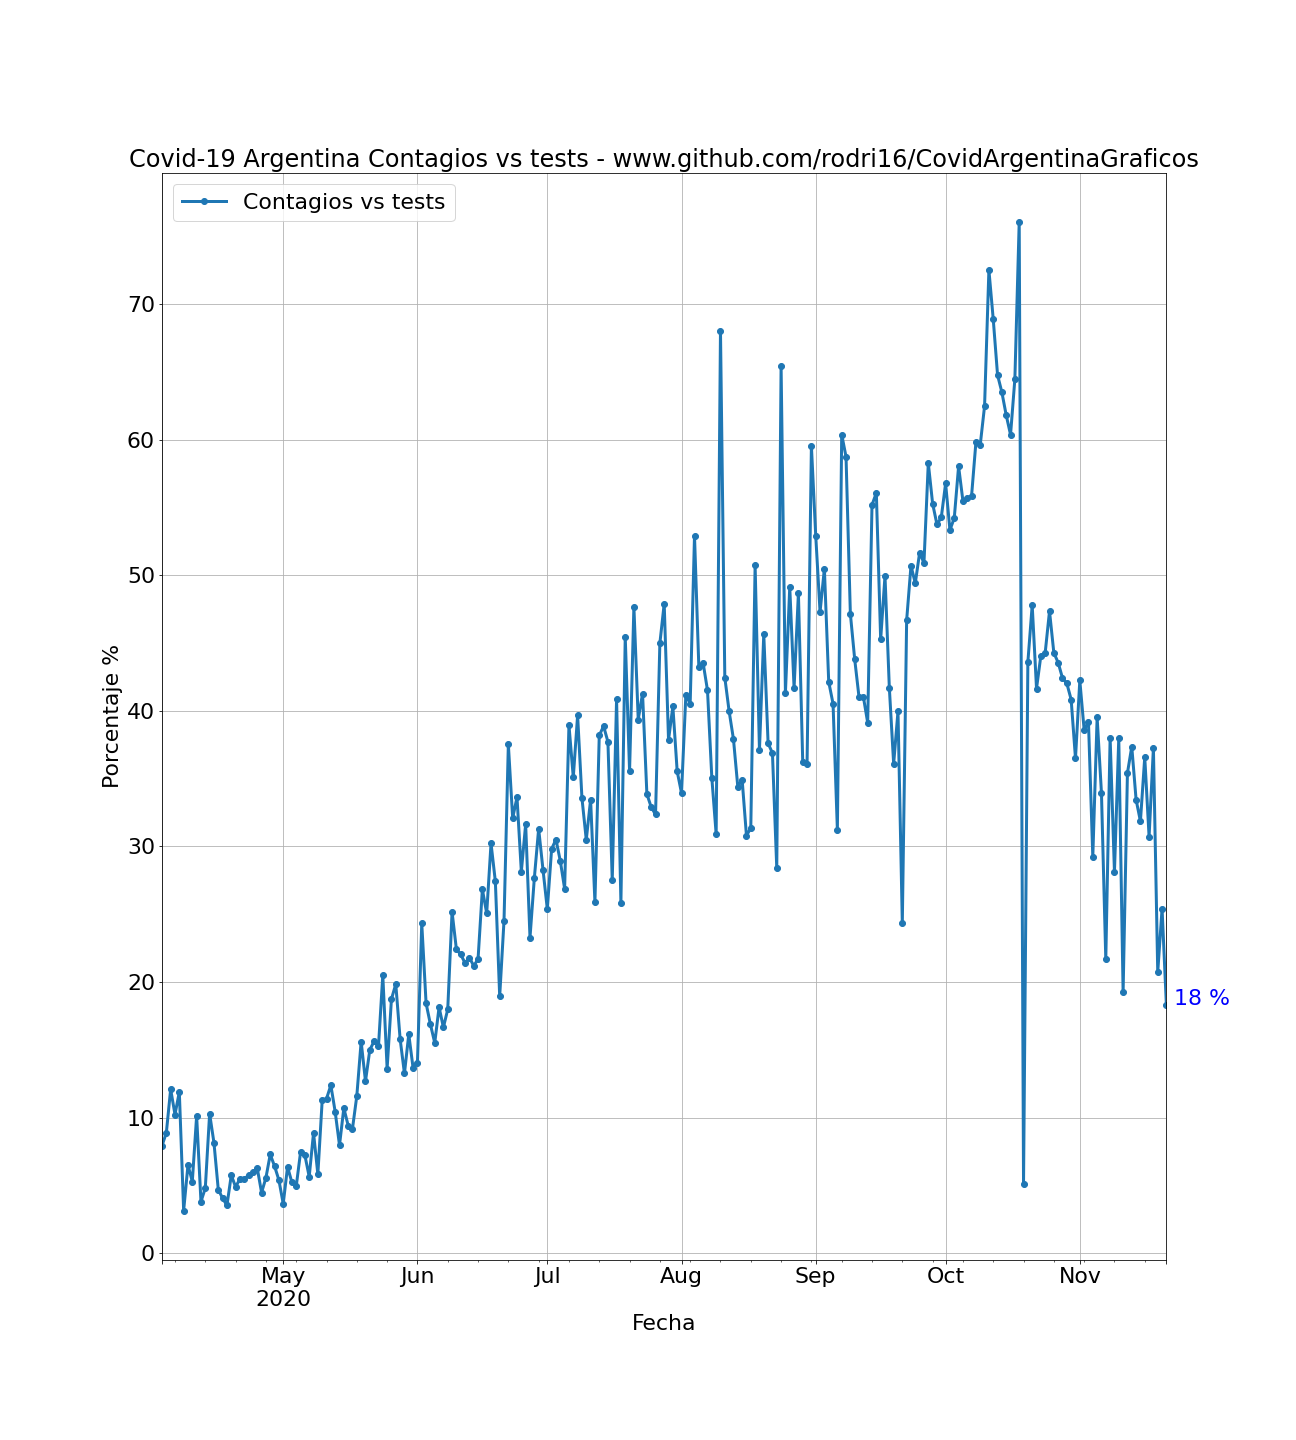 Covid-19 Argentina Contagios vs tests - www.github.com/rodri16/CovidArgentinaGraficos
Contagios vs tests
70
60
50
40
30
20
10
0
Porcentaje %
18 %
May Jun Jul Aug Sep Oct Nov
2020
Fecha